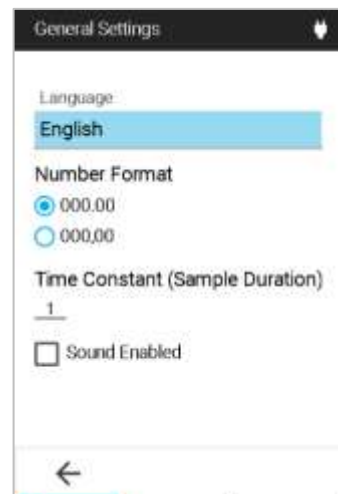 General Settings
Language
English
Number Format
000.00
000,00
Time Constant (Sample Duration)
1
Sound Enabled